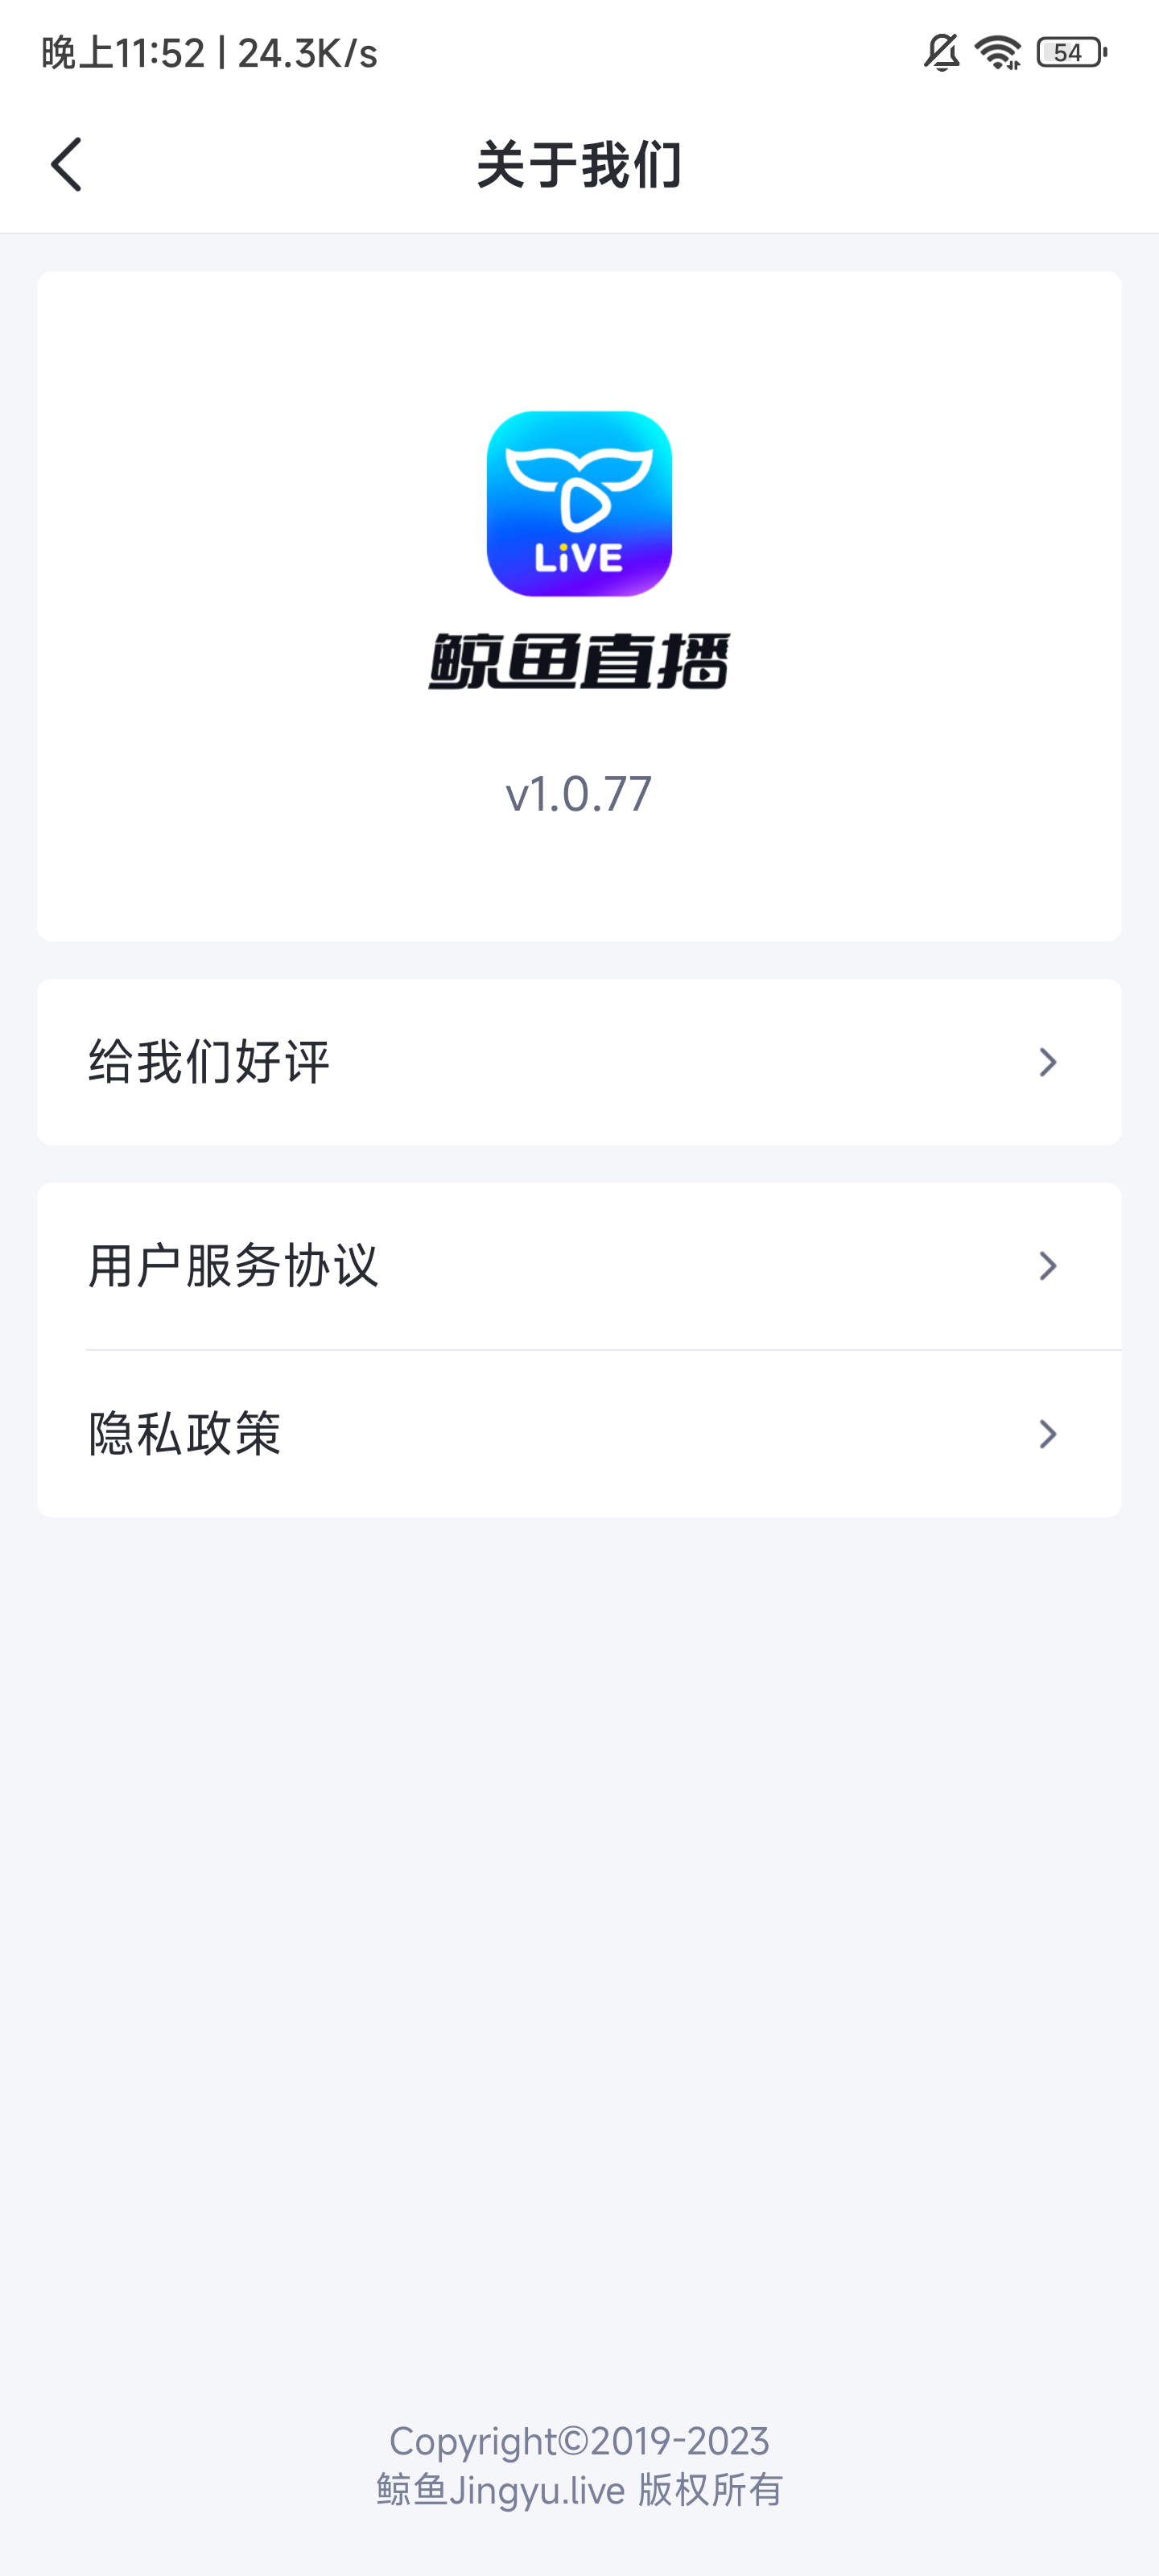 晚上11:52 | 24.3K/s
54
关于我们
LiVE
鲸鱼直播
v1.0.77
给我们好评
用户服务协议
隐私政策
Copyright©2019-2023
鲸鱼Jingyu.live 版权所有